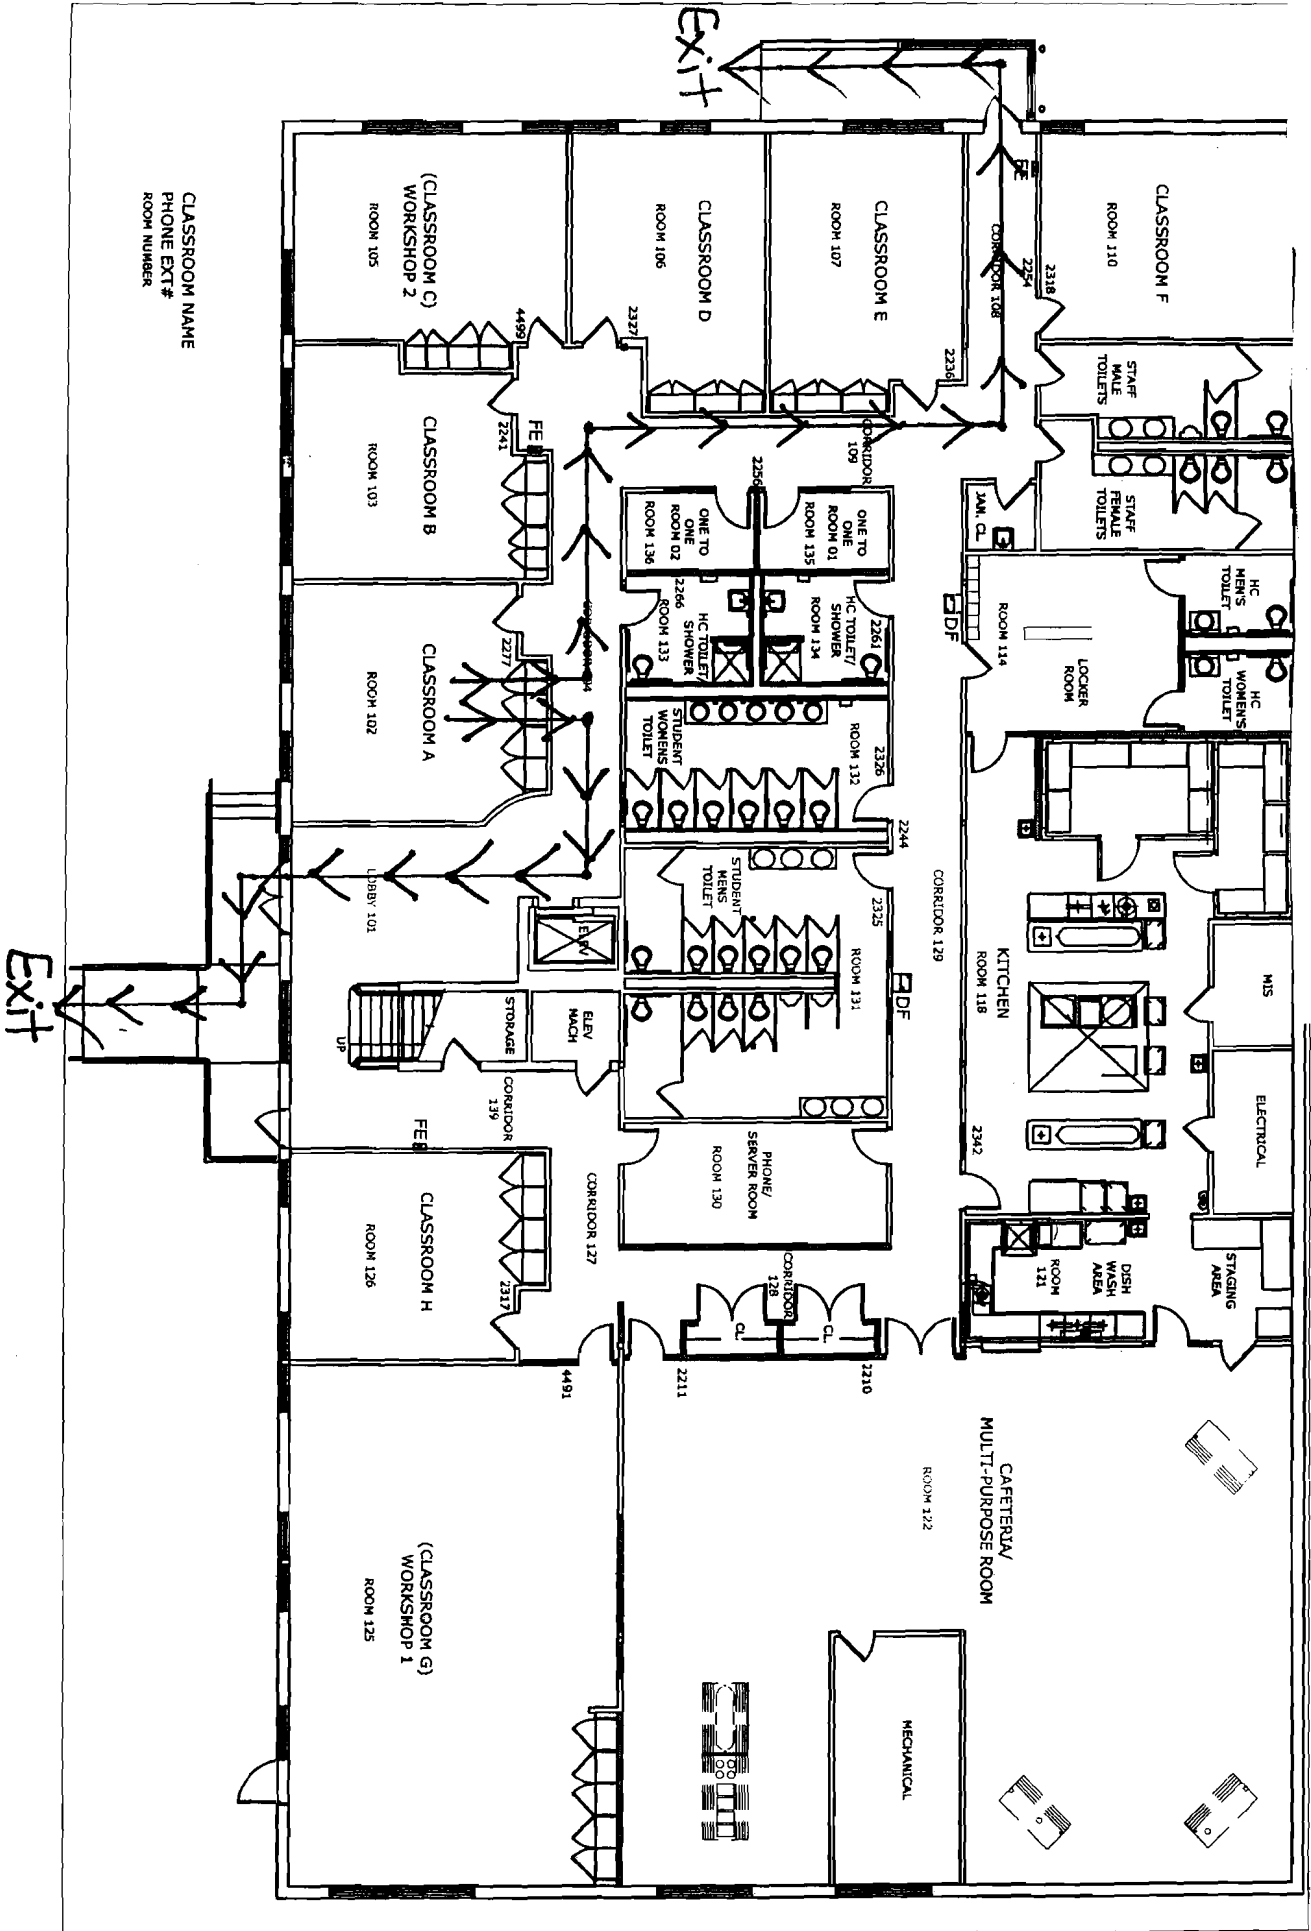 Exit
CLASSROOM F
ROOM 110
2318
2254
CORRIDOR 108
FE
CLASSROOM E
ROOM 107
2236
CLASSROOM D
ROOM 106
2327
(CLASSROOM C)
WORKSHOP 2
ROOM 105
4499
CLASSROOM NAME
PHONE EXT#
ROOM NUMBER
STAFF
MALE
TOILETS
STAFF
FEMALE
TOILETS
JAN. CL
CORRIDOR
109
2256
ONE TO
ONE
ROOM 01
ROOM 135
ONE TO
ONE
ROOM 02
ROOM 136
FE
2241
CLASSROOM B
ROOM 103
HC
MEN'S
TOILET
HC
WOMEN'S
TOILET
ROOM 114
LOCKER
ROOM
DF
2261
HC TOILET/
SHOWER
ROOM 134
2266
HC TOILET/
SHOWER
ROOM 133
2277
CLASSROOM A
ROOM 102
STUDENT
WOMENS
TOILET
ROOM 132
2326
2244
STUDENT
MENS
TOILET
2325
ROOM 131
DF
CORRIDOR 129
KITCHEN
ROOM 118
MIS
ELECTRICAL
2342
LOBBY 101
ELEV
ELEV
MACH
STORAGE
UP
Exit
CORRIDOR
139
FE
PHONE/
SERVER ROOM
ROOM 130
CORRIDOR 127
CLASSROOM H
ROOM 126
2317
CORRIDOR
128
CL.
CL.
STAGING
AREA
DISH
WASH
AREA
ROOM
121
4491
2211
2210
CAFETERIA/
MULTI-PURPOSE ROOM
ROOM 122
(CLASSROOM G)
WORKSHOP 1
ROOM 125
MECHANICAL